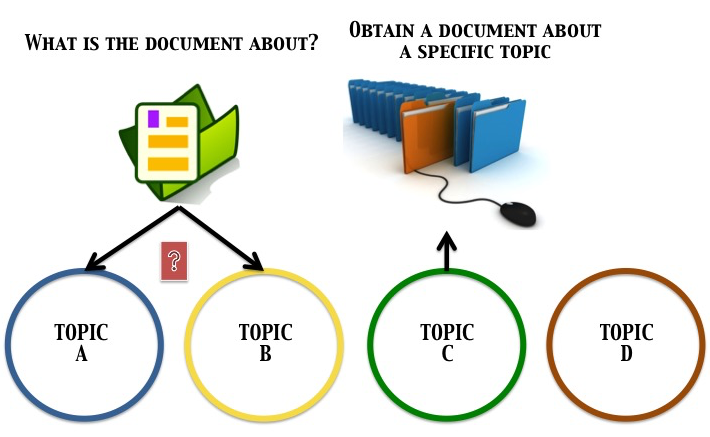 WHAT IS THE DOCUMENT ABOUT?
OBTAIN A DOCUMENT ABOUT
A SPECIFIC TOPIC
?
TOPIC
A
TOPIC
B
TOPIC
C
TOPIC
D